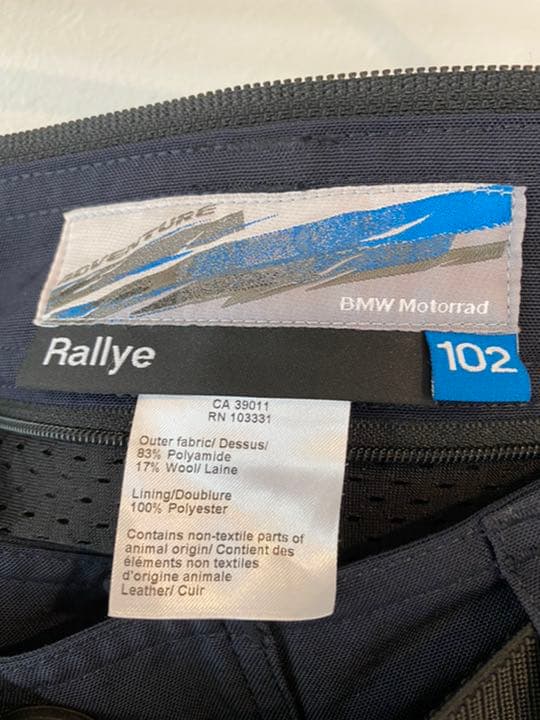 ADVENTURE
BMW Motorrad
Rallye
102
CA 39011
RN 103331
Outer fabric/ Dessus/
83% Polyamide
17% Wool/ Laine
Lining/Doublure
100% Polyester
Contains non-textile parts of
animal origin/ Contient des
éléments non textiles
d'origine animale
Leather/ Cuir